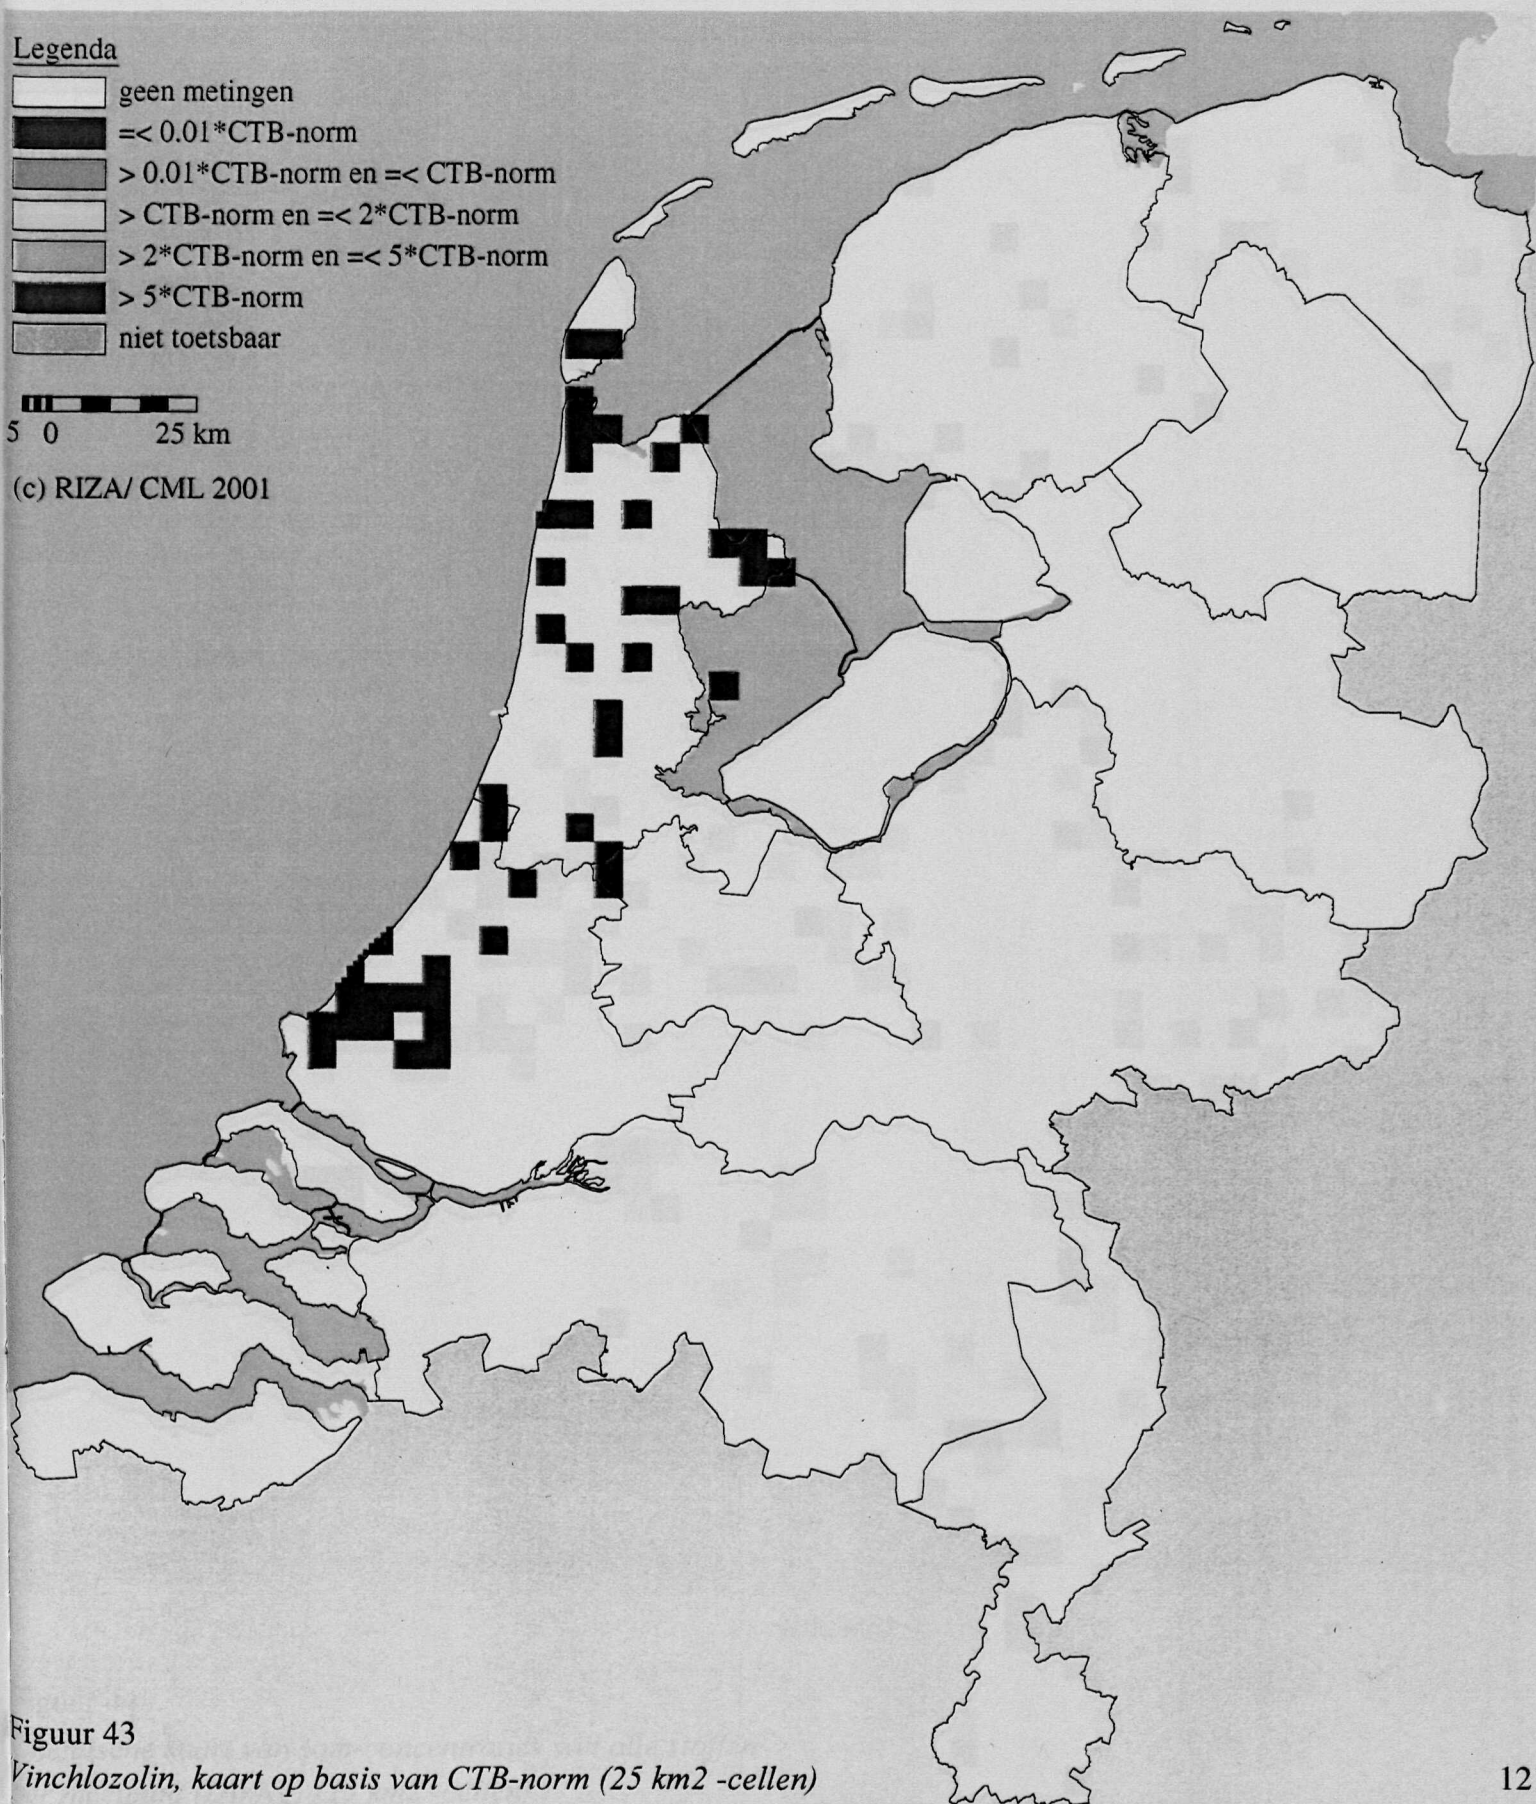 Legenda
geen metingen
=< 0.01*CTB-norm
> 0.01*CTB-norm en =< CTB-norm
> CTB-norm en =< 2*CTB-norm
> 2*CTB-norm en =< 5*CTB-norm
> 5*CTB-norm
niet toetsbaar
5 0 25 km
(c) RIZA/ CML 2001
Figuur 43
Vinchlozolin, kaart op basis van CTB-norm (25 km2 -cellen)
12